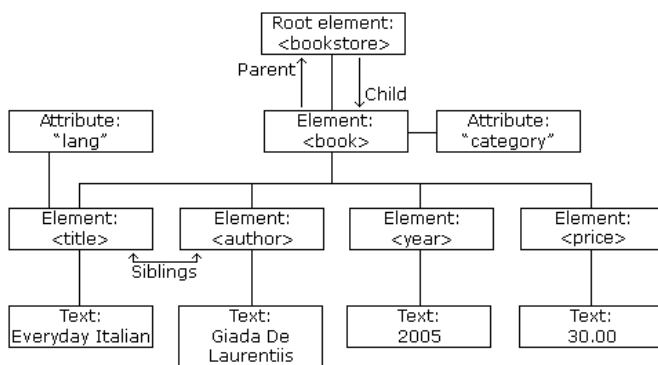 Root element:
<bookstore>
Parent
Child
Attribute:
"lang"
Element:
<book>
Attribute:
"category"
Element:
<title>
Element:
<author>
Element:
<year>
Element:
<price>
Siblings
Text:
Everyday Italian
Text:
Giada De
Laurentiis
Text:
2005
Text:
30.00